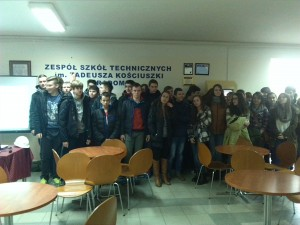 ZESPÓŁ SZKÓŁ TECHNICZNYCH
im. TADEUSZA KOŚCIUSZKI